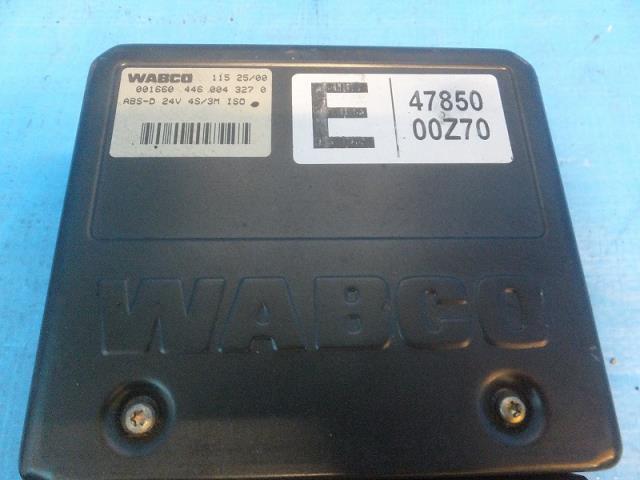 WABCO 115 25/00
001660 446 004 327 0
ABS-D 24V 4S/3M ISO
E
47850
00Z70
WABCO